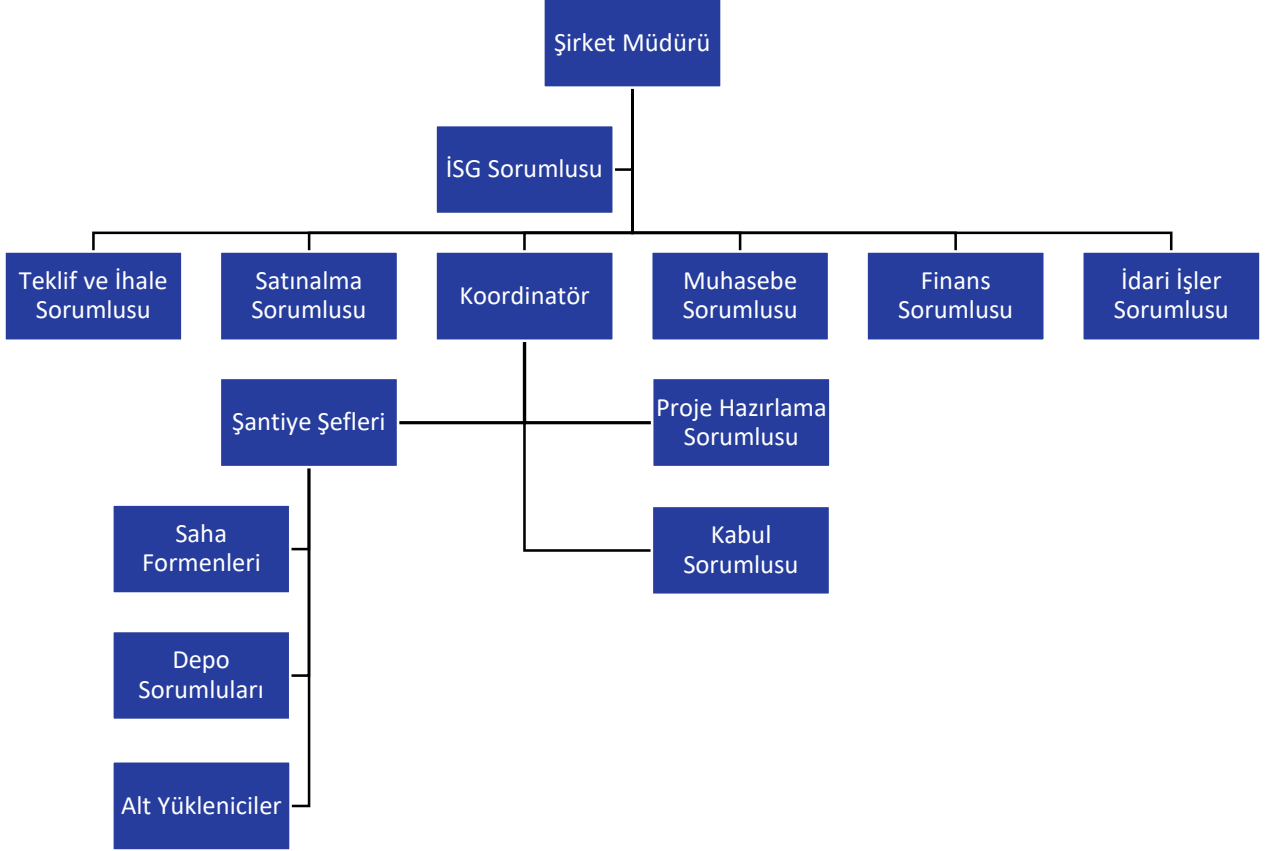 Şirket Müdürü
İSG Sorumlusu
Teklif ve İhale
Sorumlusu
Satınalma
Sorumlusu
Koordinatör
Muhasebe
Sorumlusu
Finans
Sorumlusu
İdari İşler
Sorumlusu
Şantiye Şefleri
Proje Hazırlama
Sorumlusu
Saha
Formenleri
Kabul
Sorumlusu
Depo
Sorumluları
Alt Yükleniciler